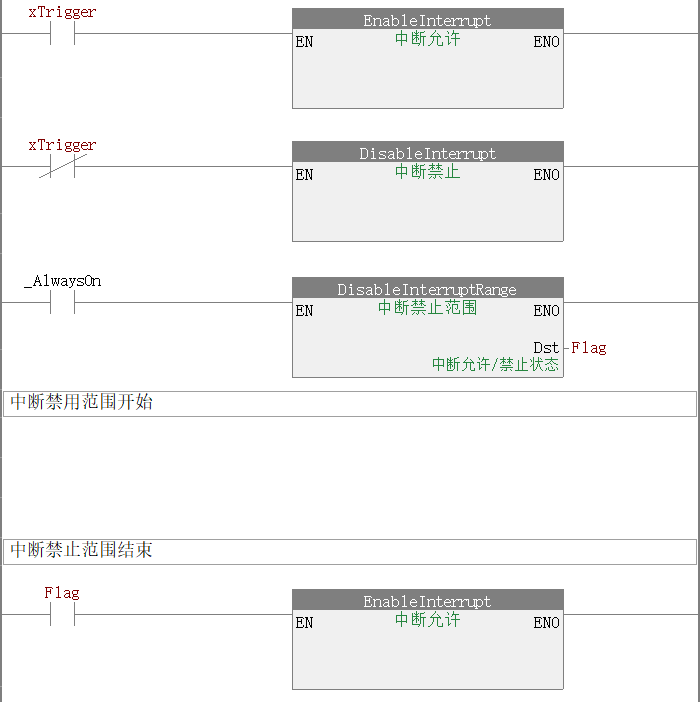 xTrigger
EnableInterrupt
EN 中断允许 ENO
xTrigger
DisableInterrupt
EN 中断禁止 ENO
_AlwaysOn
DisableInterruptRange
EN 中断禁止范围 ENO
Dst Flag
中断允许/禁止状态
中断禁用范围开始
中断禁止范围结束
Flag
EnableInterrupt
EN 中断允许 ENO